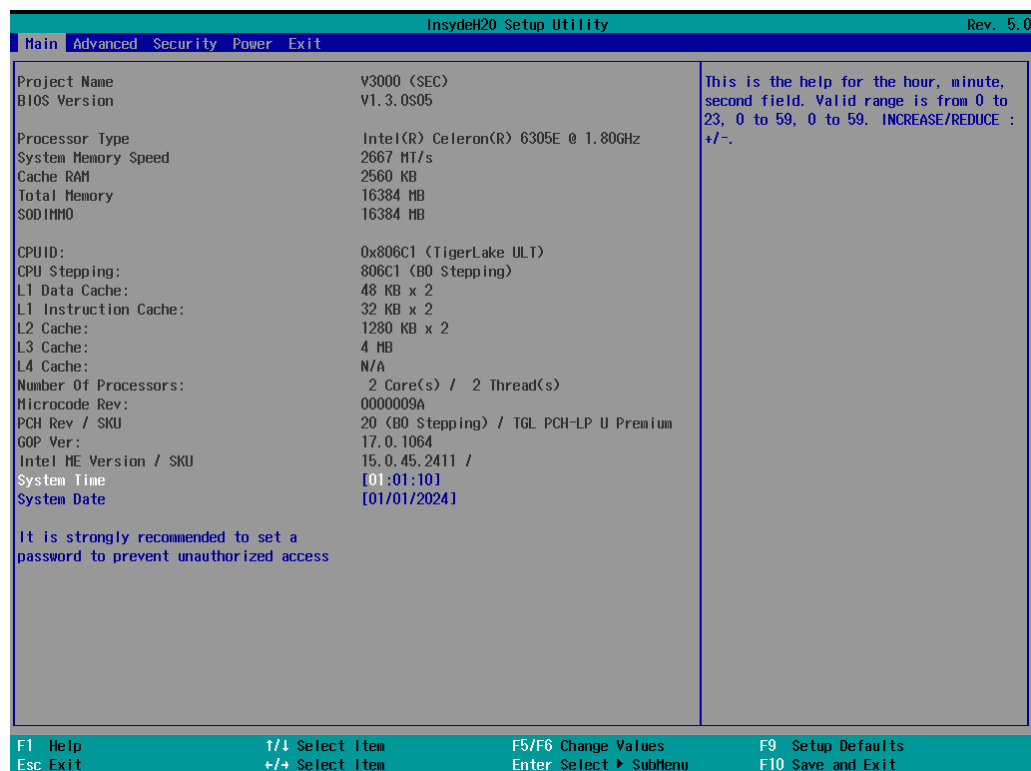 InsydeH20 Setup Utility Rev. 5.0
Main Advanced Security Power Exit
Project Name V3000 (SEC)
BIOS Version V1.3.0S05
Processor Type Intel(R) Celeron(R) 6305E @ 1.80GHz
System Memory Speed 2667 MT/s
Cache RAM 2560 KB
Total Memory 16384 MB
SODIMM0 16384 MB
CPUID: 0x806C1 (TigerLake ULT)
CPU Stepping: 806C1 (B0 Stepping)
L1 Data Cache: 48 KB x 2
L1 Instruction Cache: 32 KB x 2
L2 Cache: 1280 KB x 2
L3 Cache: 4 MB
L4 Cache: N/A
Number Of Processors: 2 Core(s) / 2 Thread(s)
Microcode Rev: 0000009A
PCH Rev / SKU 20 (B0 Stepping) / TGL PCH-LP U Premium
GOP Ver: 17.0.1064
Intel ME Version / SKU 15.0.45.2411 /
System Time [01:01:10]
System Date [01/01/2024]
It is strongly recommended to set a
password to prevent unauthorized access
This is the help for the hour, minute,
second field. Valid range is from 0 to
23, 0 to 59, 0 to 59. INCREASE/REDUCE :
+/-.
F1 Help ↑/↓ Select Item F5/F6 Change Values F9 Setup Defaults
Esc Exit ←/→ Select Item Enter Select ▶ SubMenu F10 Save and Exit